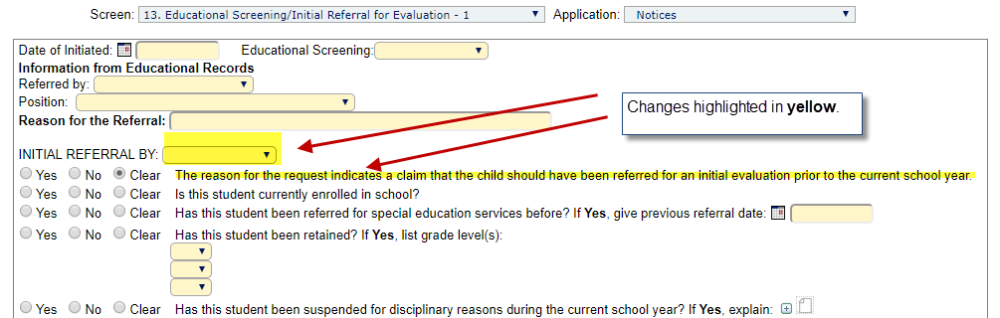 Screen: 13. Educational Screening/Initial Referral for Evaluation - 1 Application: Notices
Date of Initiated: Educational Screening:
Information from Educational Records
Referred by:
Position:
Changes highlighted in yellow.
Reason for the Referral:
INITIAL REFERRAL BY:
Yes No Clear The reason for the request indicates a claim that the child should have been referred for an initial evaluation prior to the current school year.
Yes No Clear Is this student currently enrolled in school?
Yes No Clear Has this student been referred for special education services before? If Yes, give previous referral date:
Yes No Clear Has this student been retained? If Yes, list grade level(s):
Yes No Clear Has this student been suspended for disciplinary reasons during the current school year? If Yes, explain: